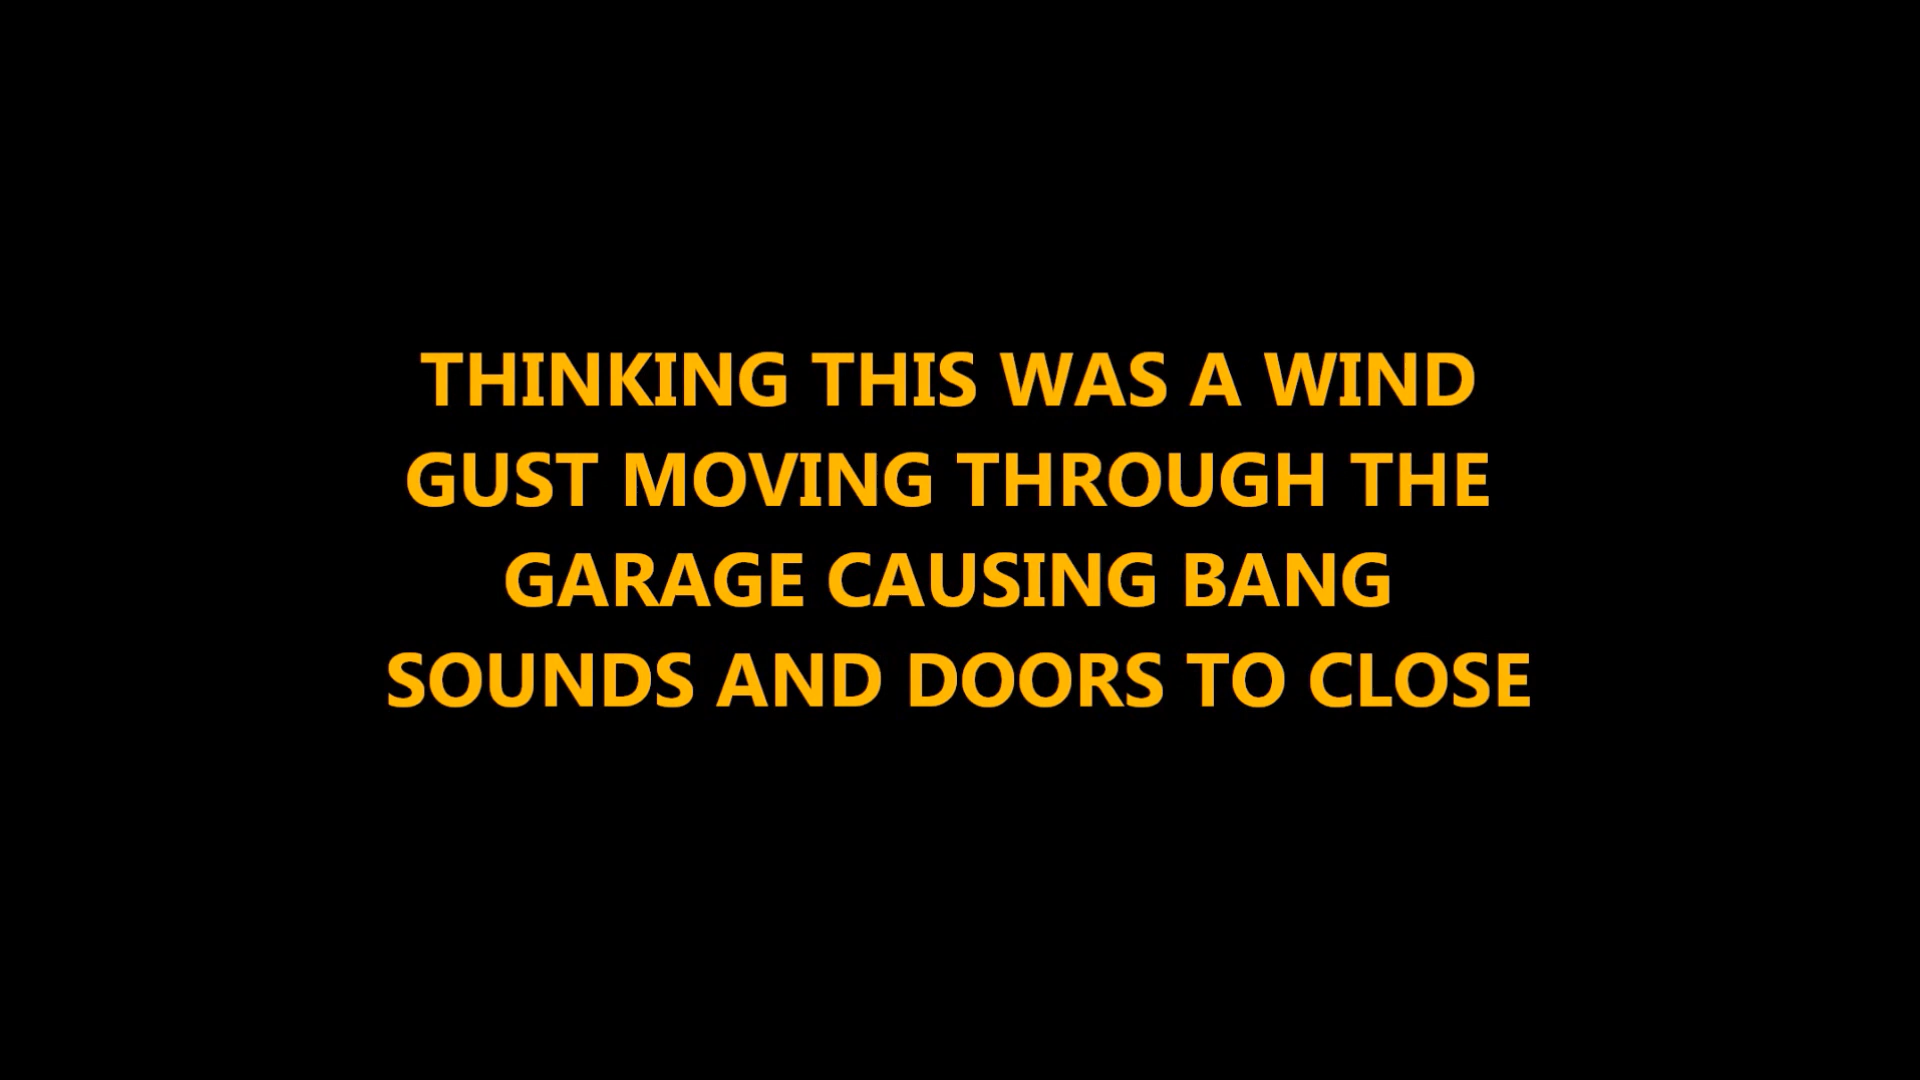 THINKING THIS WAS A WIND
GUST MOVING THROUGH THE
GARAGE CAUSING BANG
SOUNDS AND DOORS TO CLOSE